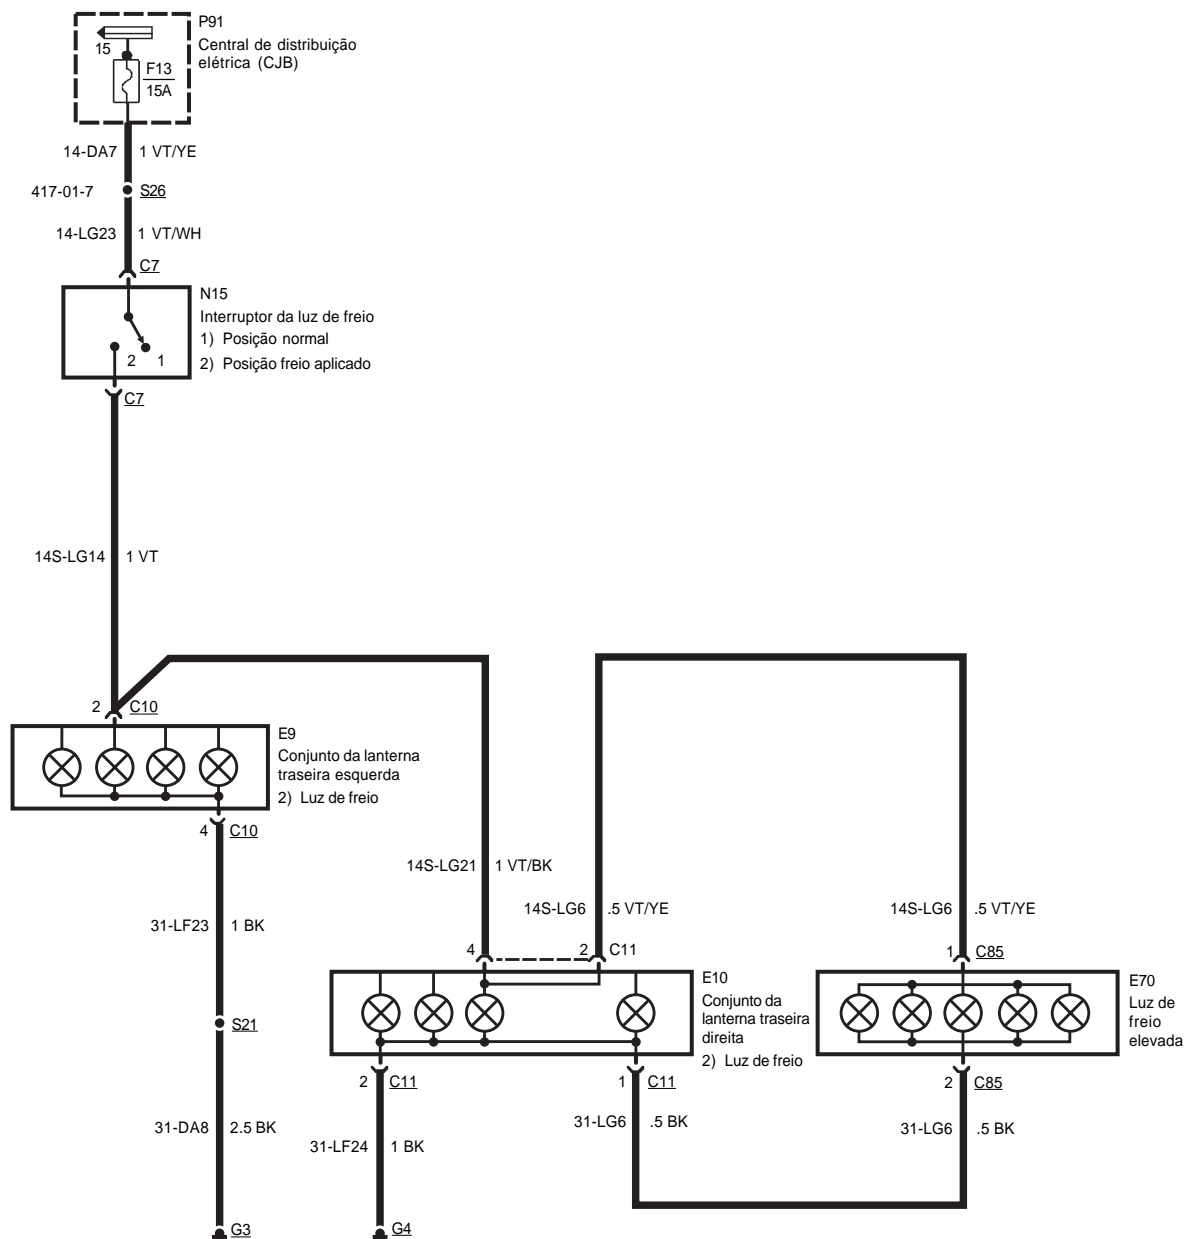 P91
Central de distribuição
elétrica (CJB)
15
F13
15A
14-DA7
1 VT/YE
417-01-7
S26
14-LG23
1 VT/WH
C7
N15
Interruptor da luz de freio
1) Posição normal
2) Posição freio aplicado
2
1
C7
14S-LG14
1 VT
2
C10
E9
Conjunto da lanterna
traseira esquerda
2) Luz de freio
4
C10
14S-LG21
1 VT/BK
14S-LG6
.5 VT/YE
14S-LG6
.5 VT/YE
31-LF23
1 BK
4
2
C11
1
C85
E10
Conjunto da
lanterna traseira
direita
2) Luz de freio
E70
Luz de
freio
elevada
S21
2
C11
1
C11
2
C85
31-DA8
2.5 BK
31-LF24
1 BK
31-LG6
.5 BK
31-LG6
.5 BK
G3
G4